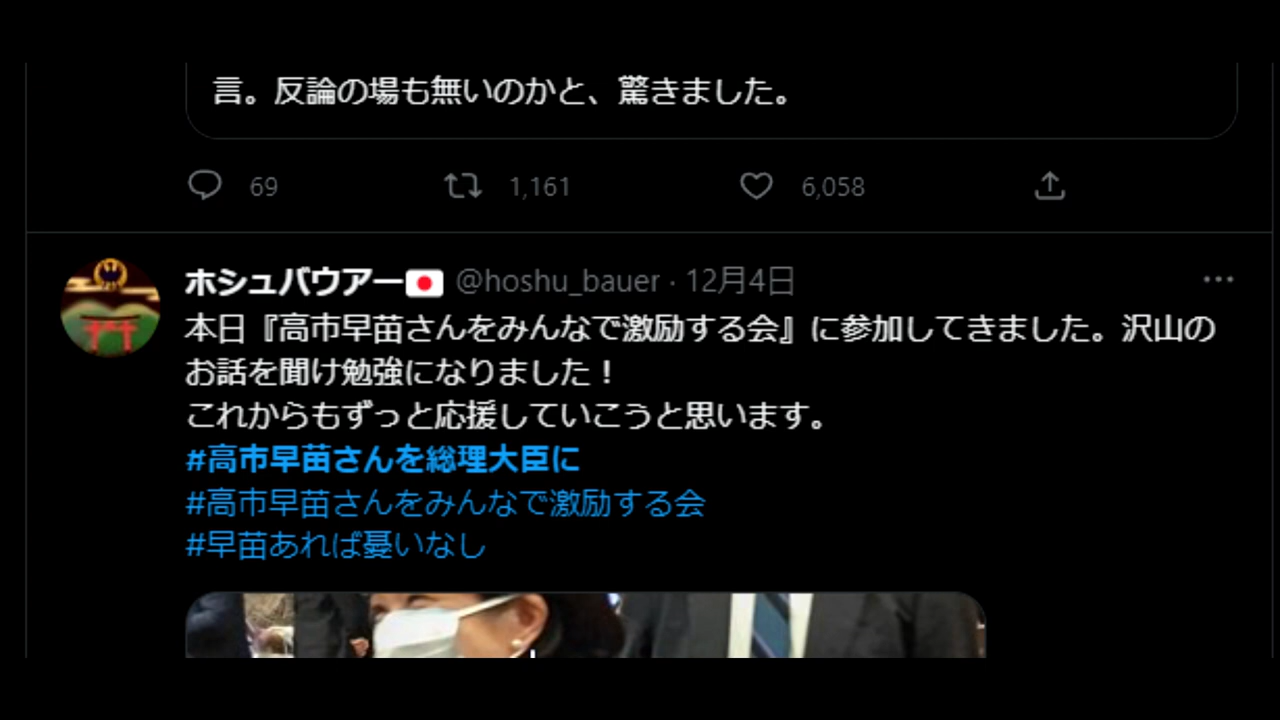 言。反論の場も無いのかと、驚きました。
69 1,161 6,058
ホシュバウアー🇯🇵 @hoshu_bauer · 12月4日
本日『高市早苗さんをみんなで激励する会』に参加してきました。沢山の
お話を聞け勉強になりました！
これからもずっと応援していこうと思います。
#高市早苗さんを総理大臣に
#高市早苗さんをみんなで激励する会
#早苗あれば憂いなし